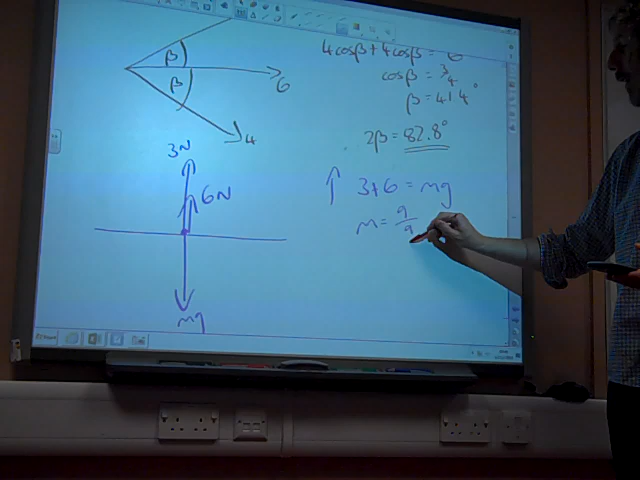 β
β
6
4
4cosβ + 4cosβ = 6
cosβ = 3/4
β = 41.4°
2β = 82.8°
3N
6N
mg
↑ 3 + 6 = mg
m = 9/9